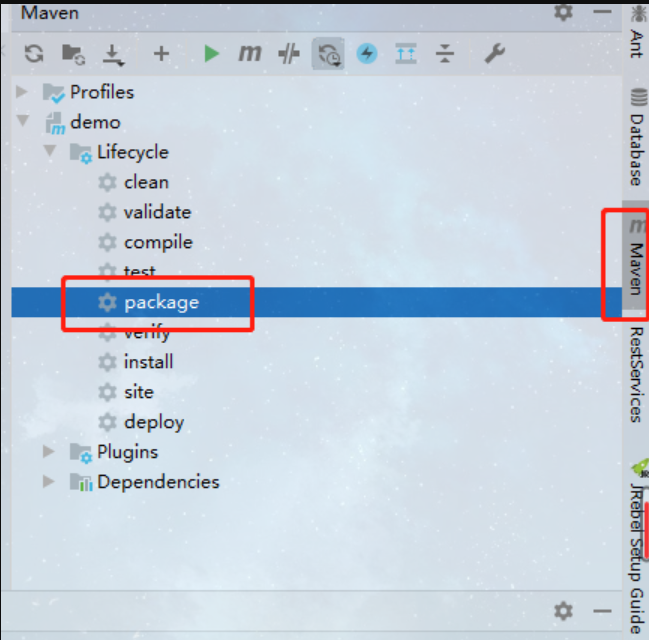 Maven
Profiles
demo
Lifecycle
clean
validate
compile
test
package
verify
install
site
deploy
Plugins
Dependencies
Ant
Database
m
Maven
RestServices
JRebel Setup Guide